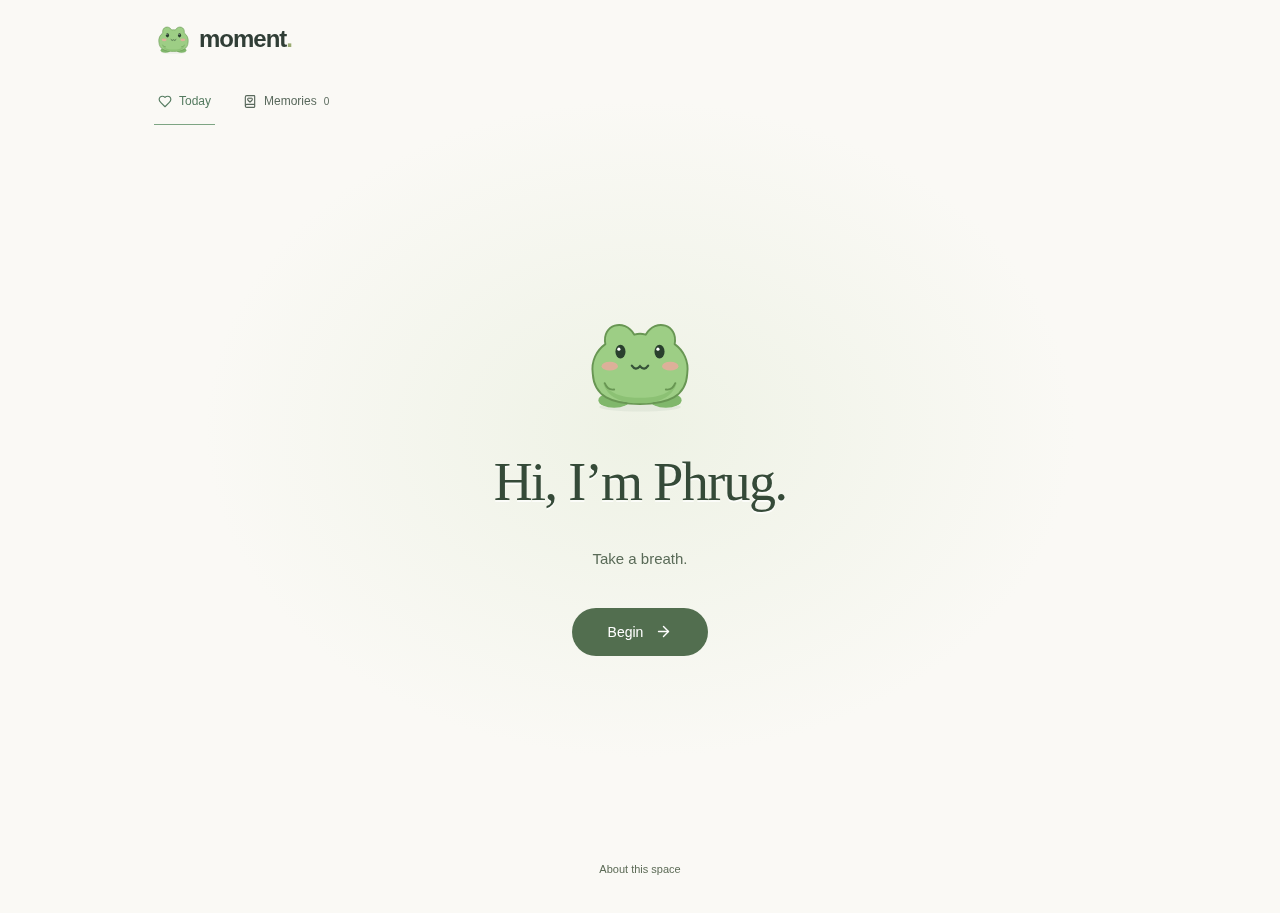 moment.
Today
Memories 0
Hi, I’m Phrug.
Take a breath.
Begin
About this space